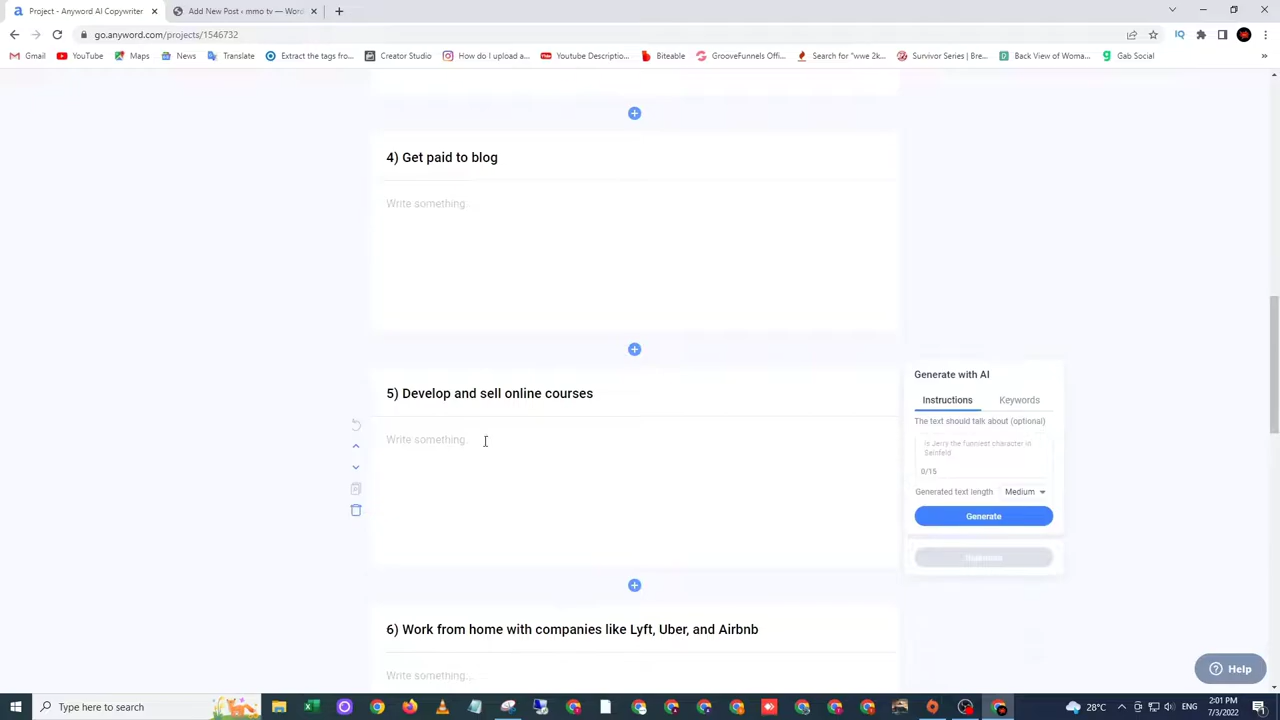 Project - Anyword AI Copywriter
Add New Post ‹ mmo tv — Word
go.anyword.com/projects/1546732
Gmail
YouTube
Maps
News
Translate
Extract the tags fro...
Creator Studio
How do I upload a...
Youtube Descriptio...
Biteable
GrooveFunnels Offi...
Search for "wwe 2k...
Survivor Series | Bre...
Back View of Woma...
Gab Social
4) Get paid to blog
Write something...
5) Develop and sell online courses
Write something...
Generate with AI
Instructions
Keywords
The text should talk about (optional)
is Jerry the funniest character in
Seinfeld
0/15
Generated text length
Medium
Generate
6) Work from home with companies like Lyft, Uber, and Airbnb
Write something...
Help
Type here to search
28°C
2:01 PM
7/3/2022